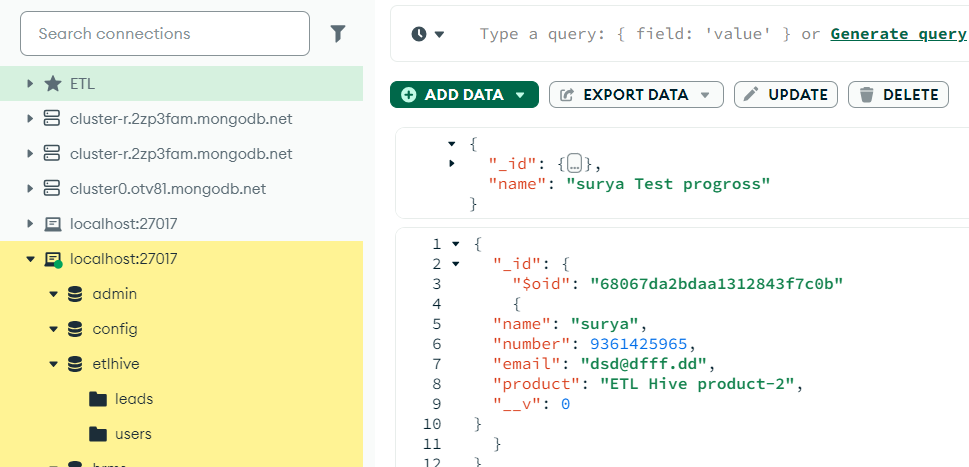 Search connections
ETL
cluster-r.2zp3fam.mongodb.net
cluster-r.2zp3fam.mongodb.net
cluster0.otv81.mongodb.net
localhost:27017
localhost:27017
admin
config
etlhive
leads
users
hrms
Type a query: { field: 'value' } or Generate query
ADD DATA
EXPORT DATA
UPDATE
DELETE
{
"_id": {…},
"name": "surya Test progross"
}
1 {
2 "_id": {
3 "$oid": "68067da2bdaa1312843f7c0b"
4 {
5 "name": "surya",
6 "number": 9361425965,
7 "email": "dsd@dfff.dd",
8 "product": "ETL Hive product-2",
9 "__v": 0
10 }
11 }
12 }